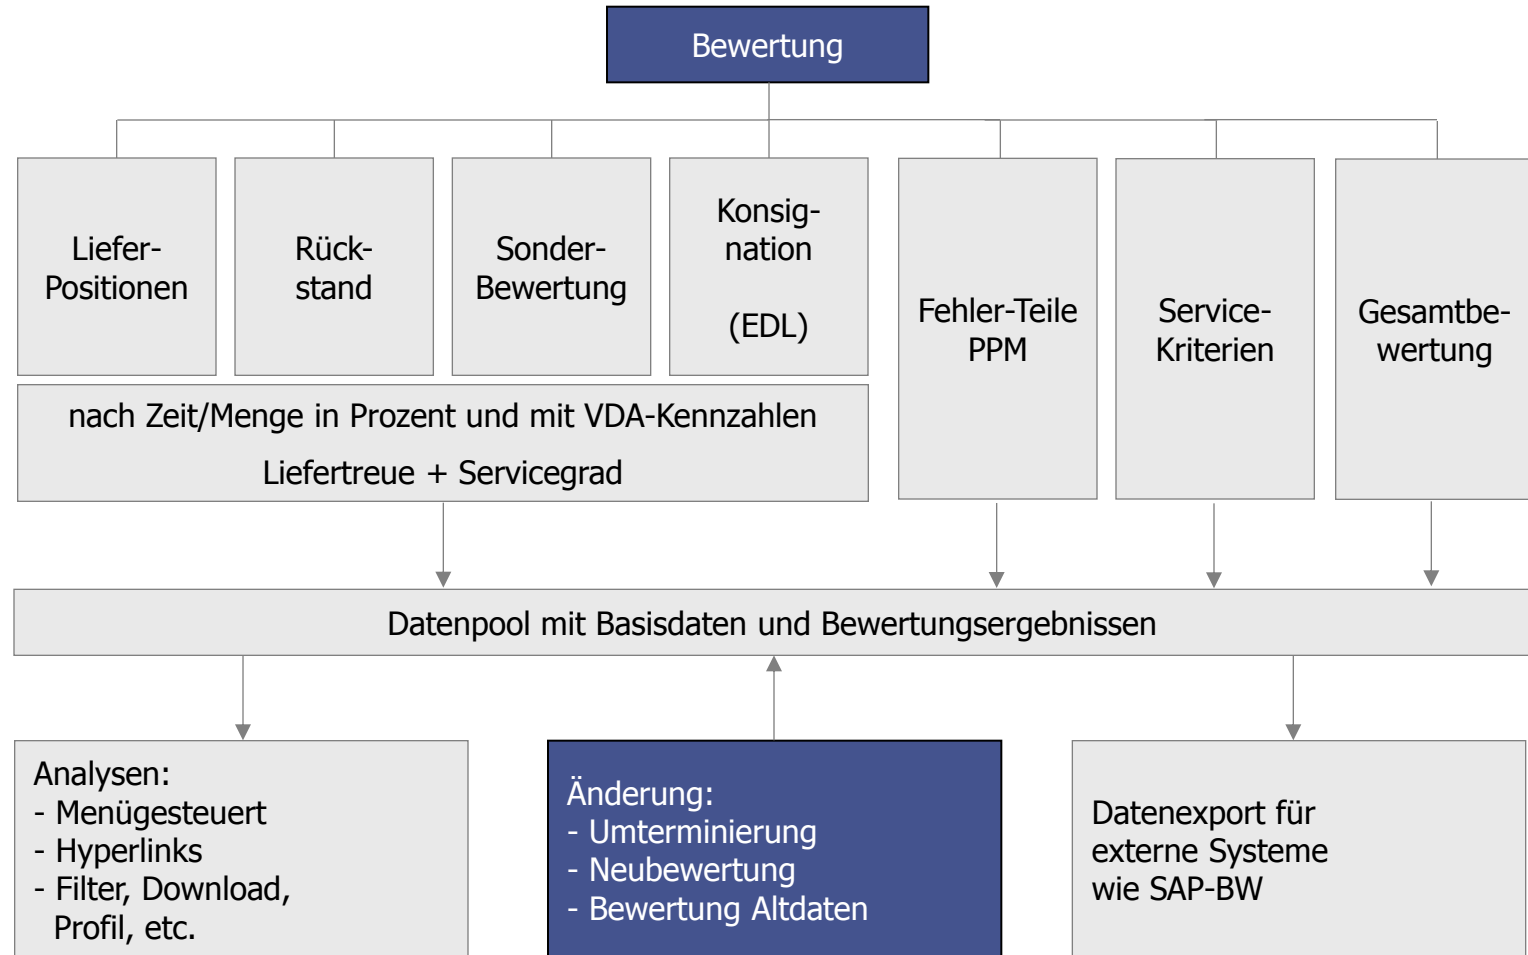 Bewertung
Liefer-
Positionen
Rück-
stand
Sonder-
Bewertung
Konsig-
nation
(EDL)
Fehler-Teile
PPM
Service-
Kriterien
Gesamtbe-
wertung
nach Zeit/Menge in Prozent und mit VDA-Kennzahlen
Liefertreue + Servicegrad
Datenpool mit Basisdaten und Bewertungsergebnissen
Analysen:
- Menügesteuert
- Hyperlinks
- Filter, Download,
Profil, etc.
Änderung:
- Umterminierung
- Neubewertung
- Bewertung Altdaten
Datenexport für
externe Systeme
wie SAP-BW